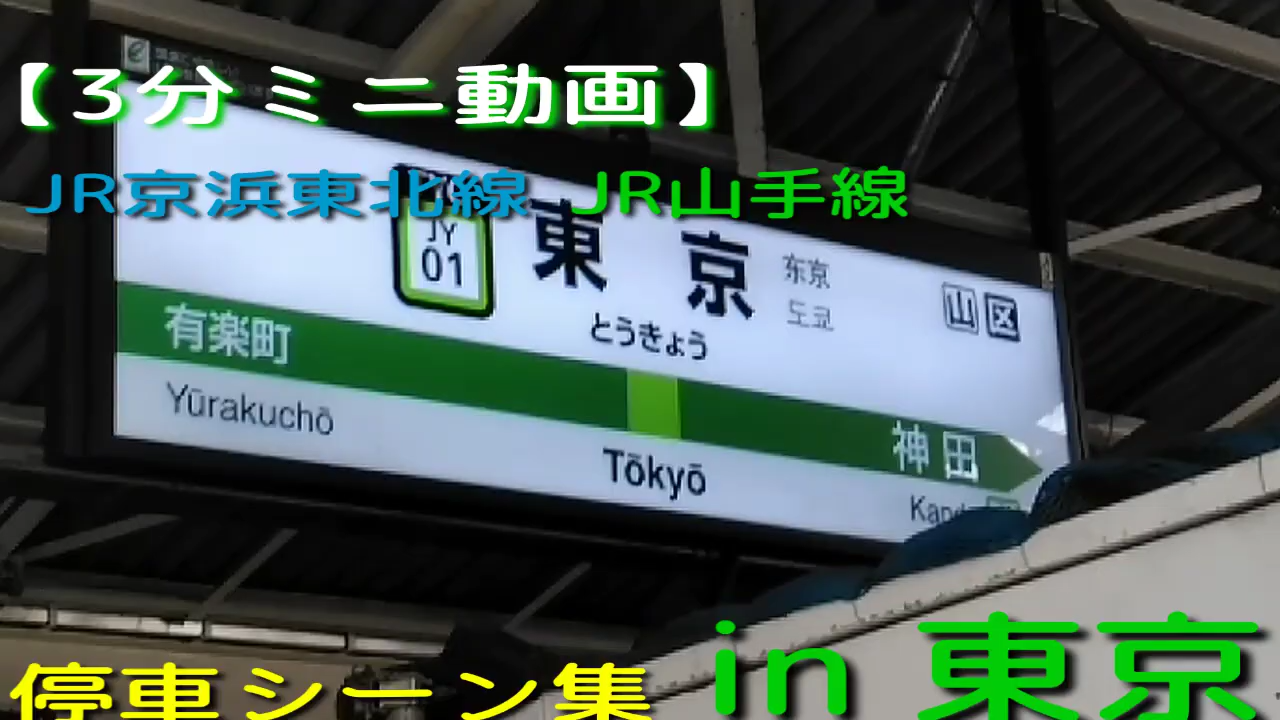 【3分ミニ動画】
JR京浜東北線 JR山手線
JY
01
東京
とうきょう
东京
도쿄
山区
有楽町
神田
Yūrakuchō
Tōkyō
停車シーン集 in 東京